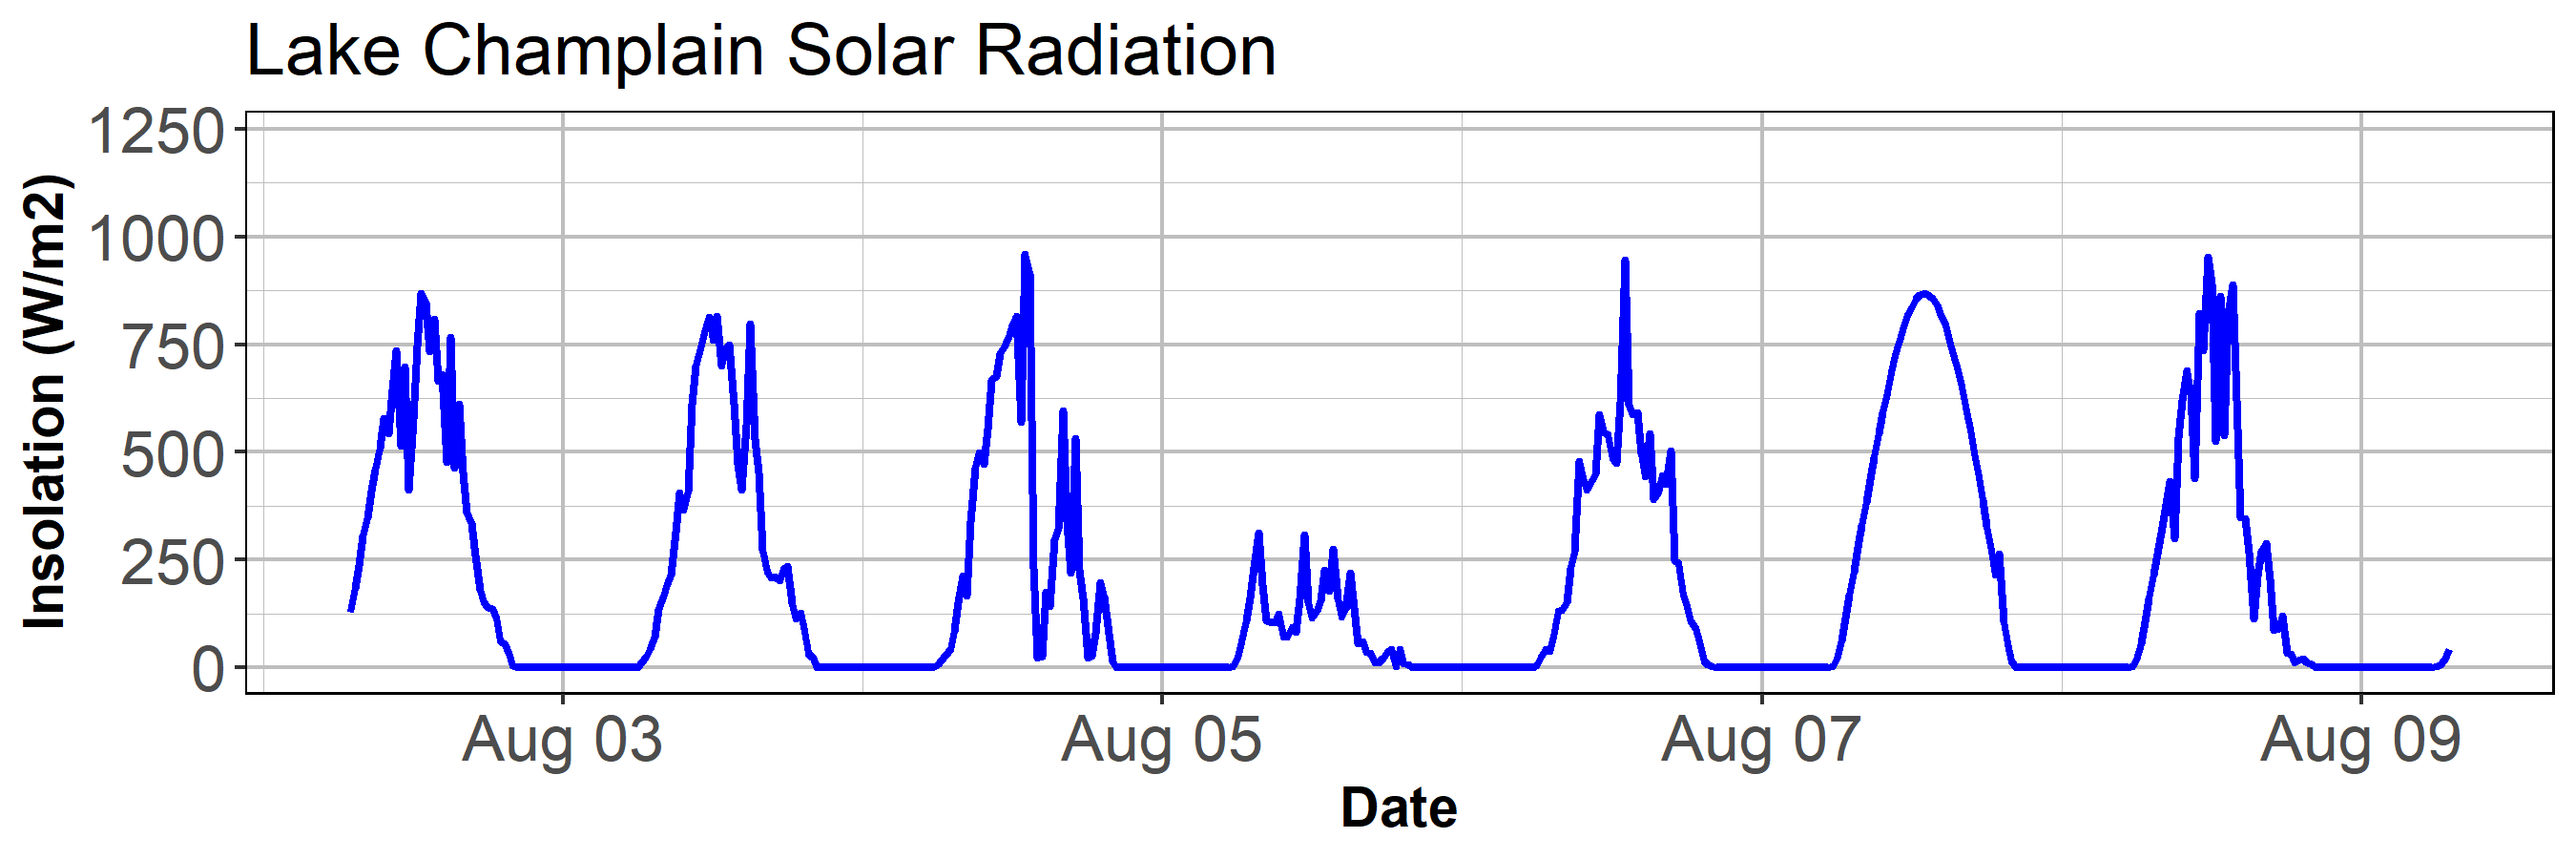 Lake Champlain Solar Radiation
1250
1000
750
500
250
0
Insolation (W/m2)
Aug 03 Aug 05 Aug 07 Aug 09
Date